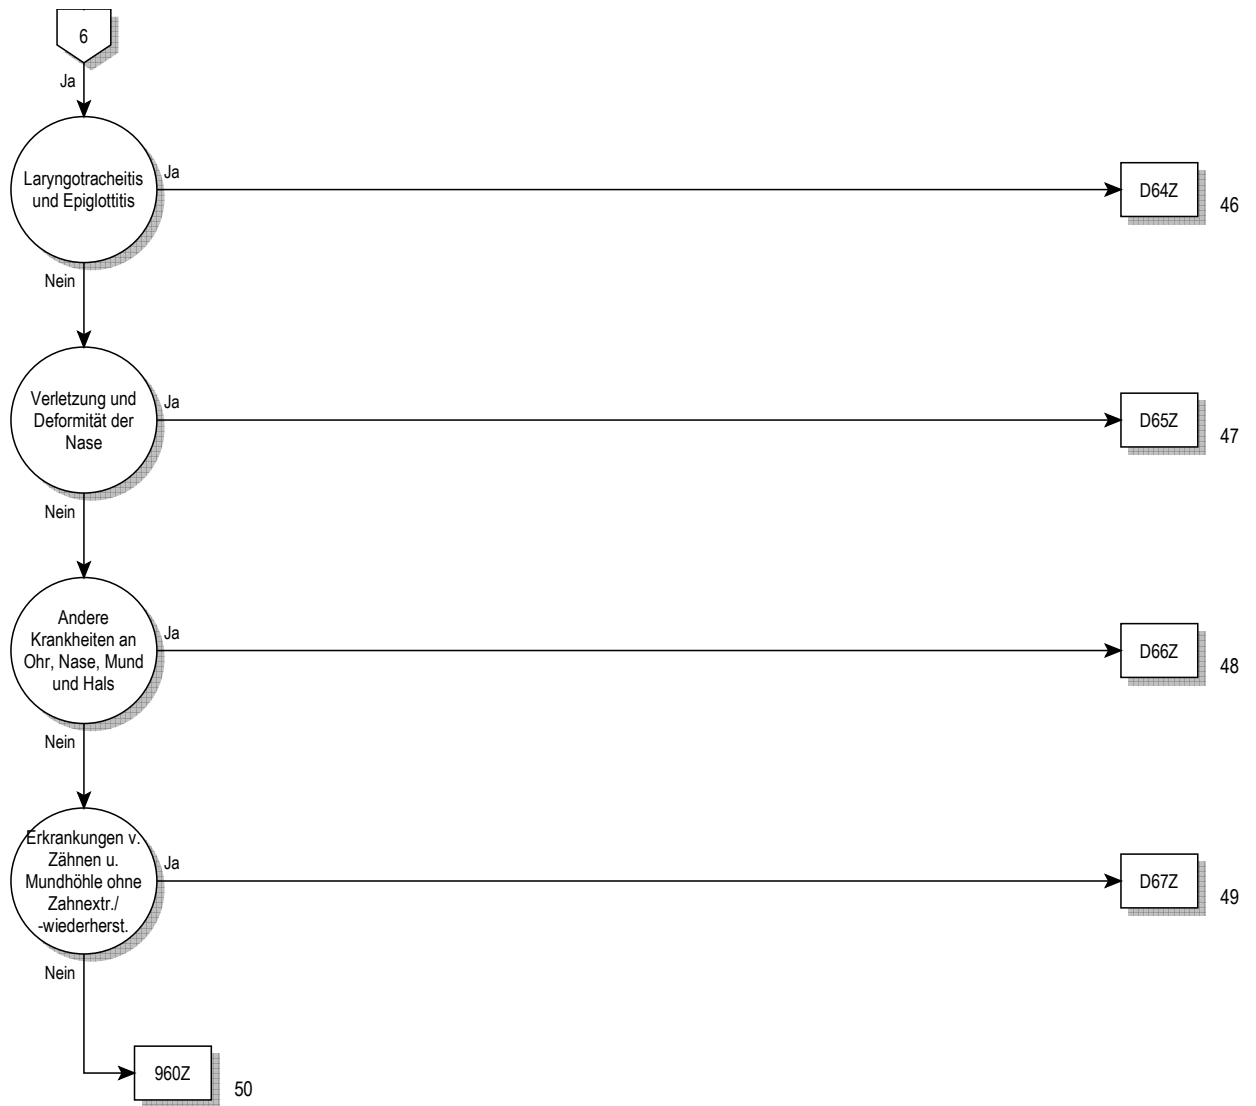 6
Ja
Laryngotracheitis
und Epiglottitis
Ja
D64Z
46
Nein
Verletzung und
Deformität der
Nase
Ja
D65Z
47
Nein
Andere
Krankheiten an
Ohr, Nase, Mund
und Hals
Ja
D66Z
48
Nein
Erkrankungen v.
Zähnen u.
Mundhöhle ohne
Zahnextr./
-wiederherst.
Ja
D67Z
49
Nein
960Z
50